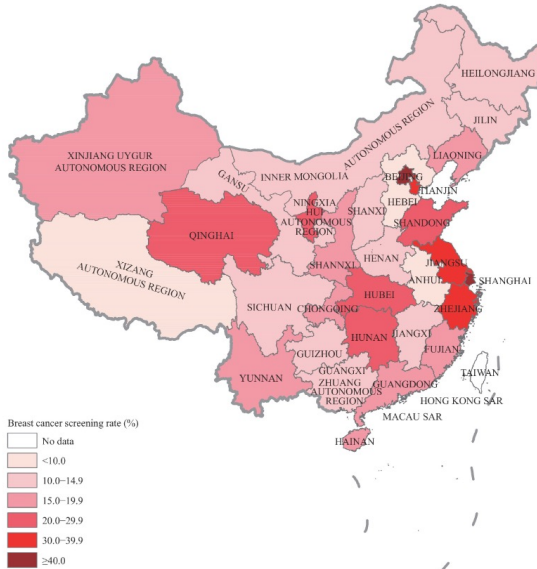 HEILONGJIANG
JILIN
LIAONING
INNER MONGOLIA
AUTONOMOUS REGION
XINJIANG UYGUR
AUTONOMOUS REGION
GANSU
BEIJING
TIANJIN
HEBEI
NINGXIA
HUI
AUTONOMOUS
REGION
SHANXI
SHANDONG
QINGHAI
XIZANG
AUTONOMOUS REGION
SHANNXI
HENAN
JIANGSU
ANHUI
SHANGHAI
HUBEI
ZHEJIANG
SICHUAN
CHONGQING
HUNAN
JIANGXI
GUIZHOU
FUJIAN
YUNNAN
GUANGXI
ZHUANG
AUTONOMOUS
REGION
GUANGDONG
TAIWAN
HONG KONG SAR
MACAU SAR
HAINAN
Breast cancer screening rate (%)
No data
<10.0
10.0−14.9
15.0−19.9
20.0−29.9
30.0−39.9
≥40.0